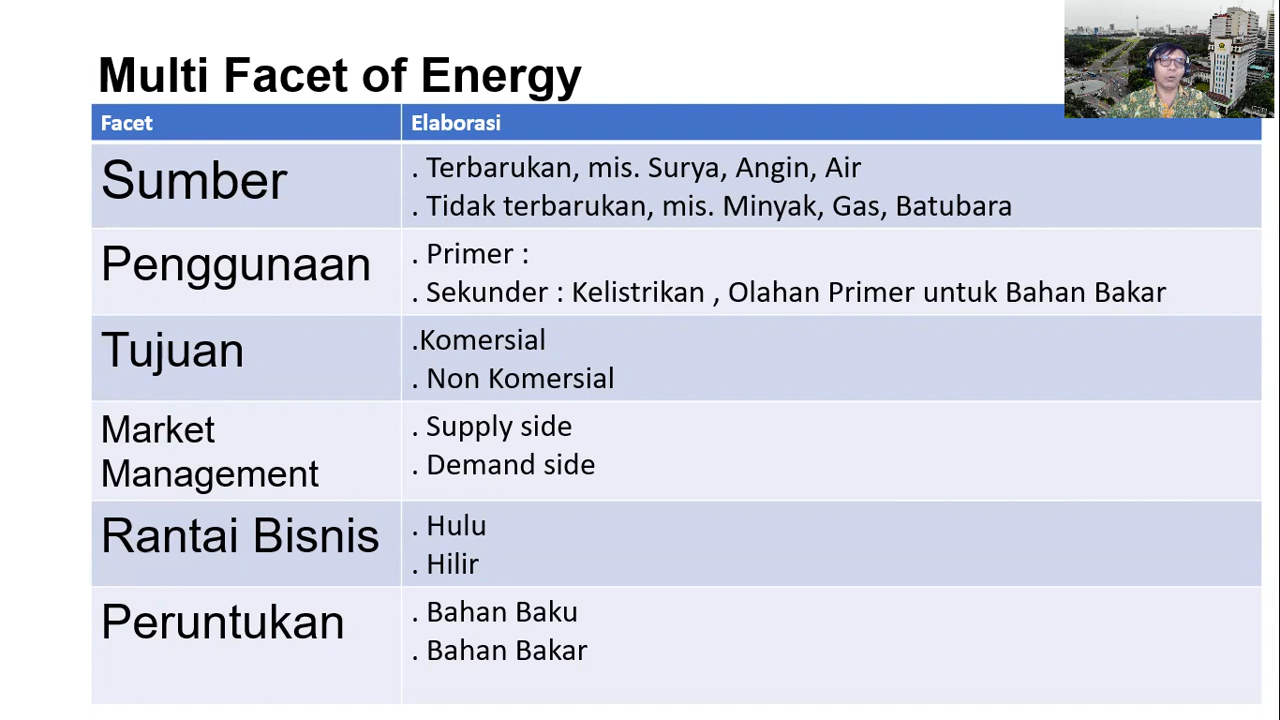 Multi Facet of Energy
Facet
Elaborasi
Sumber
. Terbarukan, mis. Surya, Angin, Air
. Tidak terbarukan, mis. Minyak, Gas, Batubara
Penggunaan
. Primer :
. Sekunder : Kelistrikan , Olahan Primer untuk Bahan Bakar
Tujuan
.Komersial
. Non Komersial
Market
Management
. Supply side
. Demand side
Rantai Bisnis
. Hulu
. Hilir
Peruntukan
. Bahan Baku
. Bahan Bakar